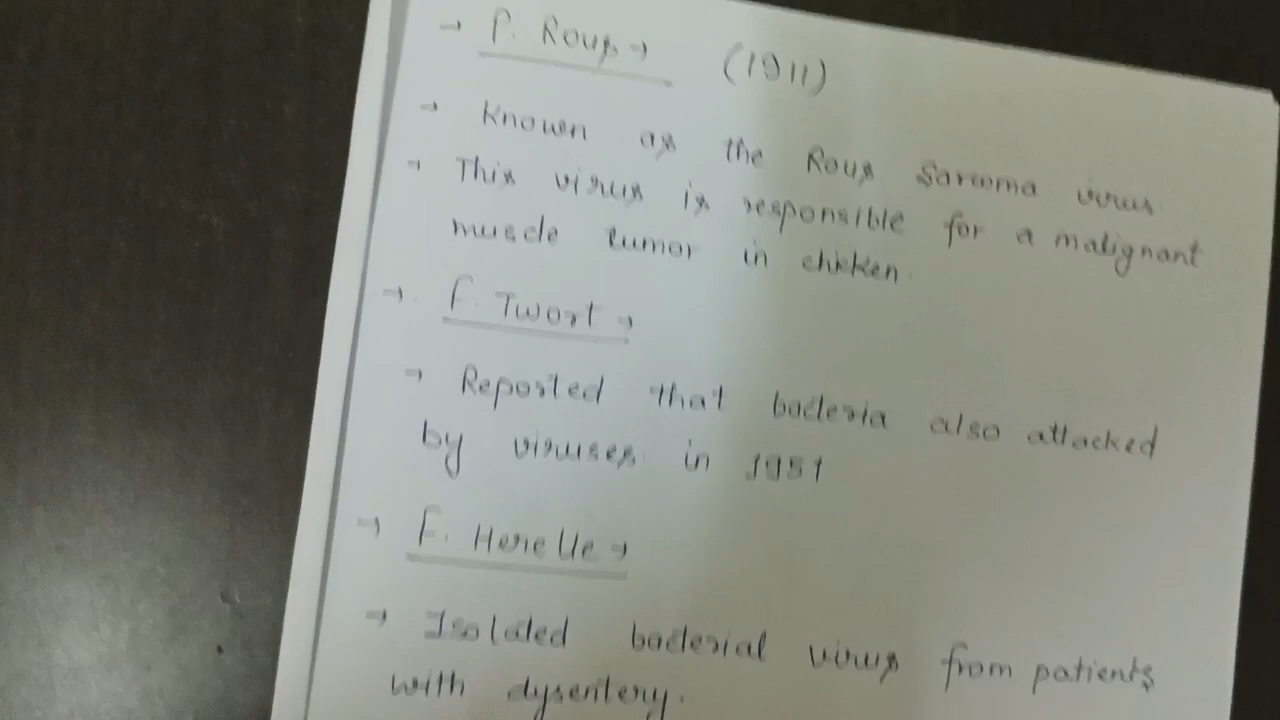 → P. Rous → (1911)
→ Known as the Rous Sarcoma virus
→ This virus is responsible for a malignant
muscle tumor in chicken.
→ F. Twort →
→ Reported that bacteria also attacked
by viruses in 1951
→ F. Herelle →
→ Isolated bacterial virus from patients
with dysentery.